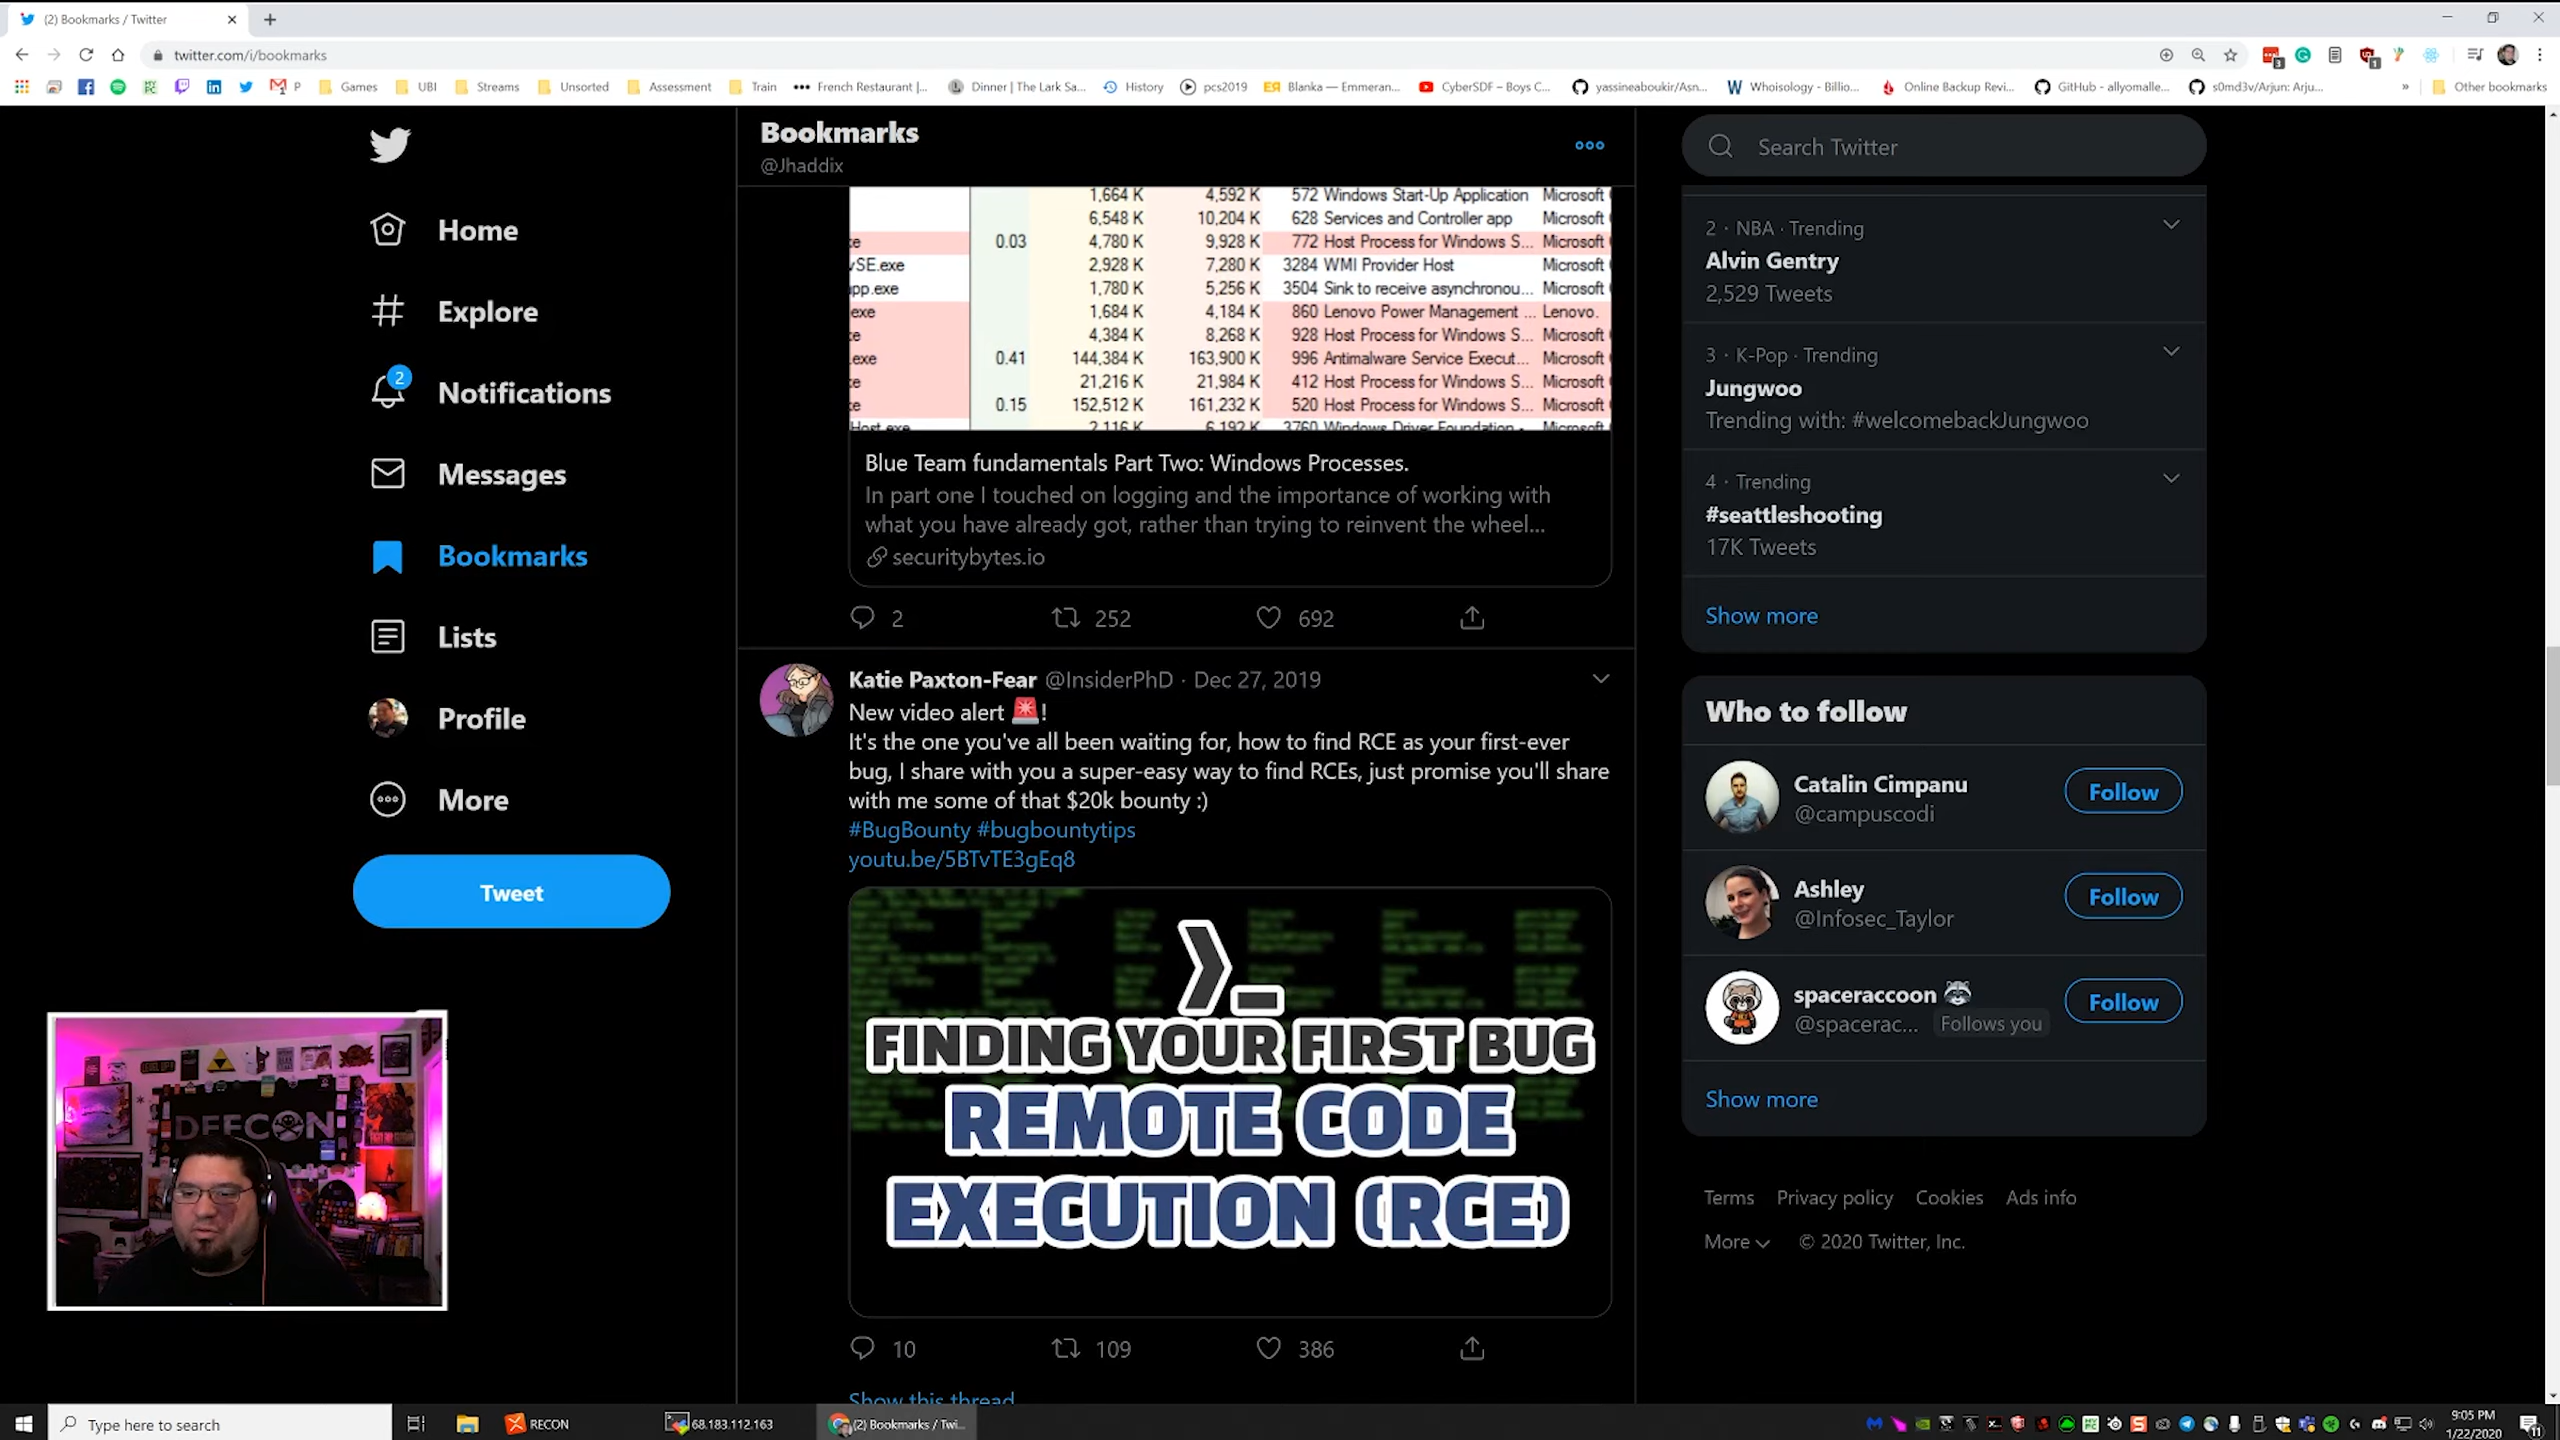 (2) Bookmarks / Twitter
twitter.com/i/bookmarks
P
Games
UBI
Streams
Unsorted
Assessment
Train
French Restaurant |...
Dinner | The Lark Sa...
History
pcs2019
Blanka — Emmeran...
CyberSDF – Boys C...
yassineaboukir/Asn...
Whoisology - Billio...
Online Backup Revi...
GitHub - allyomalle...
s0md3v/Arjun: Arju...
»
Other bookmarks
Home
Explore
2
Notifications
Messages
Bookmarks
Lists
Profile
More
Tweet
DEFCON
Bookmarks
@Jhaddix
1,664 K 4,592 K 572 Windows Start-Up Application Microsoft
6,548 K 10,204 K 628 Services and Controller app Microsoft
0.03 4,780 K 9,928 K 772 Host Process for Windows S... Microsoft
vSE.exe 2,928 K 7,280 K 3284 WMI Provider Host Microsoft
app.exe 1,780 K 5,256 K 3504 Sink to receive asynchronou... Microsoft
exe 1,684 K 4,184 K 860 Lenovo Power Management ... Lenovo.
4,384 K 8,268 K 928 Host Process for Windows S... Microsoft
.exe 0.41 144,384 K 163,900 K 996 Antimalware Service Execut... Microsoft
21,216 K 21,984 K 412 Host Process for Windows S... Microsoft
0.15 152,512 K 161,232 K 520 Host Process for Windows S... Microsoft
Host.exe 2,116 K 6,192 K 3760 Windows Driver Foundation -  Microsoft
Blue Team fundamentals Part Two: Windows Processes.
In part one I touched on logging and the importance of working with
what you have already got, rather than trying to reinvent the wheel...
securitybytes.io
2 252 692
Katie Paxton-Fear @InsiderPhD · Dec 27, 2019
New video alert 🚨!
It's the one you've all been waiting for, how to find RCE as your first-ever
bug, I share with you a super-easy way to find RCEs, just promise you'll share
with me some of that $20k bounty :)
#BugBounty #bugbountytips
youtu.be/5BTvTE3gEq8
FINDING YOUR FIRST BUG
REMOTE CODE
EXECUTION (RCE)
10 109 386
Show this thread
Search Twitter
2 · NBA · Trending
Alvin Gentry
2,529 Tweets
3 · K-Pop · Trending
Jungwoo
Trending with: #welcomebackJungwoo
4 · Trending
#seattleshooting
17K Tweets
Show more
Who to follow
Catalin Cimpanu
@campuscodi
Follow
Ashley
@Infosec_Taylor
Follow
spaceraccoon 🦝
@spacerac... Follows you
Follow
Show more
Terms Privacy policy Cookies Ads info
More © 2020 Twitter, Inc.
Type here to search
RECON
68.183.112.163
(2) Bookmarks / Twi...
9:05 PM
1/22/2020
11